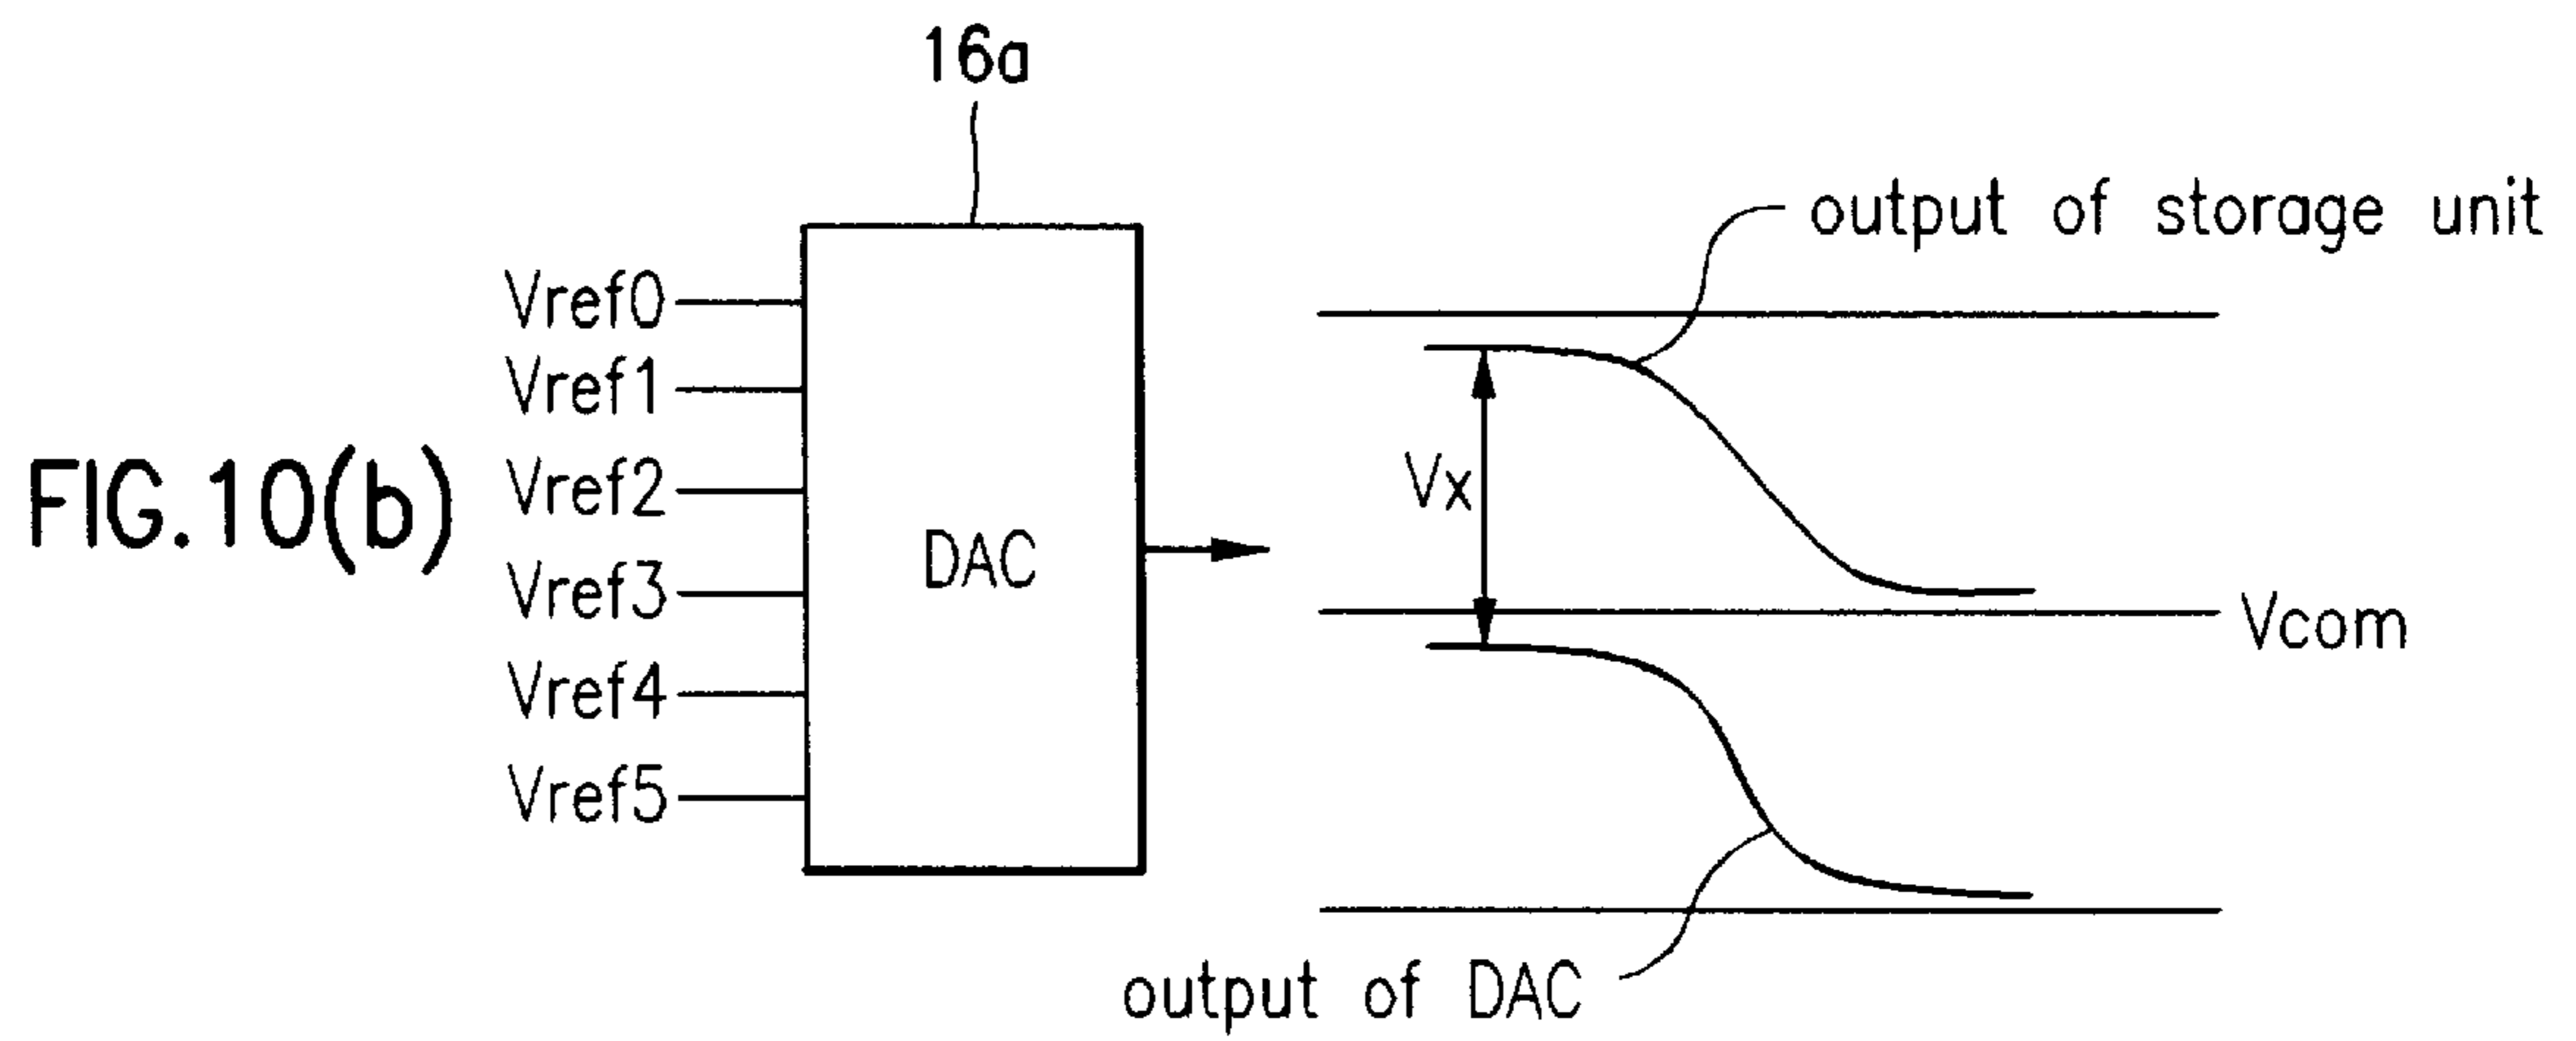 16a
output of storage unit
Vref0
Vref1
FIG.10(b)
Vref2
Vx
DAC
Vref3
Vcom
Vref4
Vref5
output of DAC